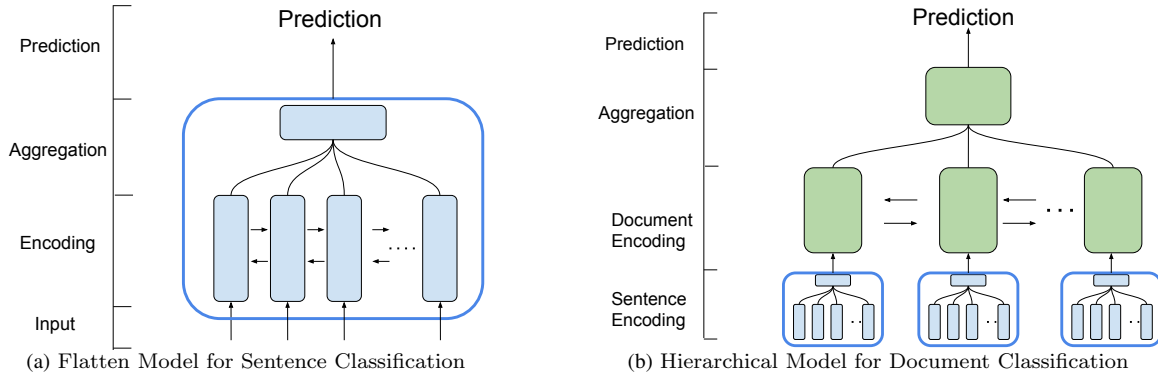 Prediction
Prediction
Aggregation
Encoding
Input
(a) Flatten Model for Sentence Classification
Prediction
Prediction
Aggregation
Document
Encoding
Sentence
Encoding
(b) Hierarchical Model for Document Classification